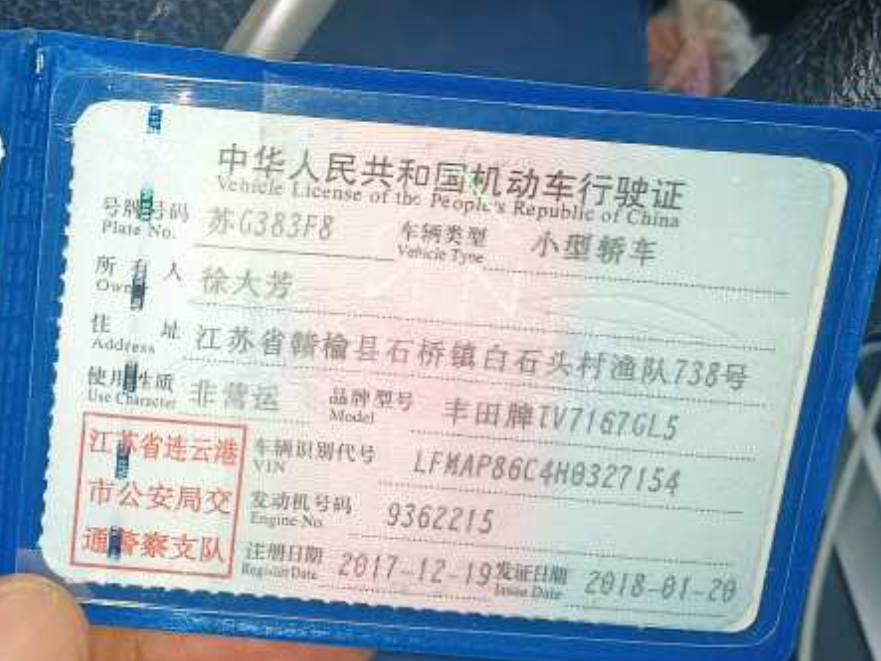 中华人民共和国机动车行驶证
Vehicle License of the People's Republic of China
号牌号码 苏G383F8 车辆类型 小型轿车
Plate No. Vehicle Type
所有人 徐大芳
Owner
住址 江苏省赣榆县石桥镇白石头村渔队738号
Address
使用性质 非营运 品牌型号 丰田牌TV7167GL5
Use Character Model
江苏省连云港 车辆识别代号 LFMAP86C4H0327154
VIN
市公安局交 发动机号码 9362215
Engine No.
通警察支队 注册日期 2017-12-19 发证日期 2018-01-20
Register Date Issue Date